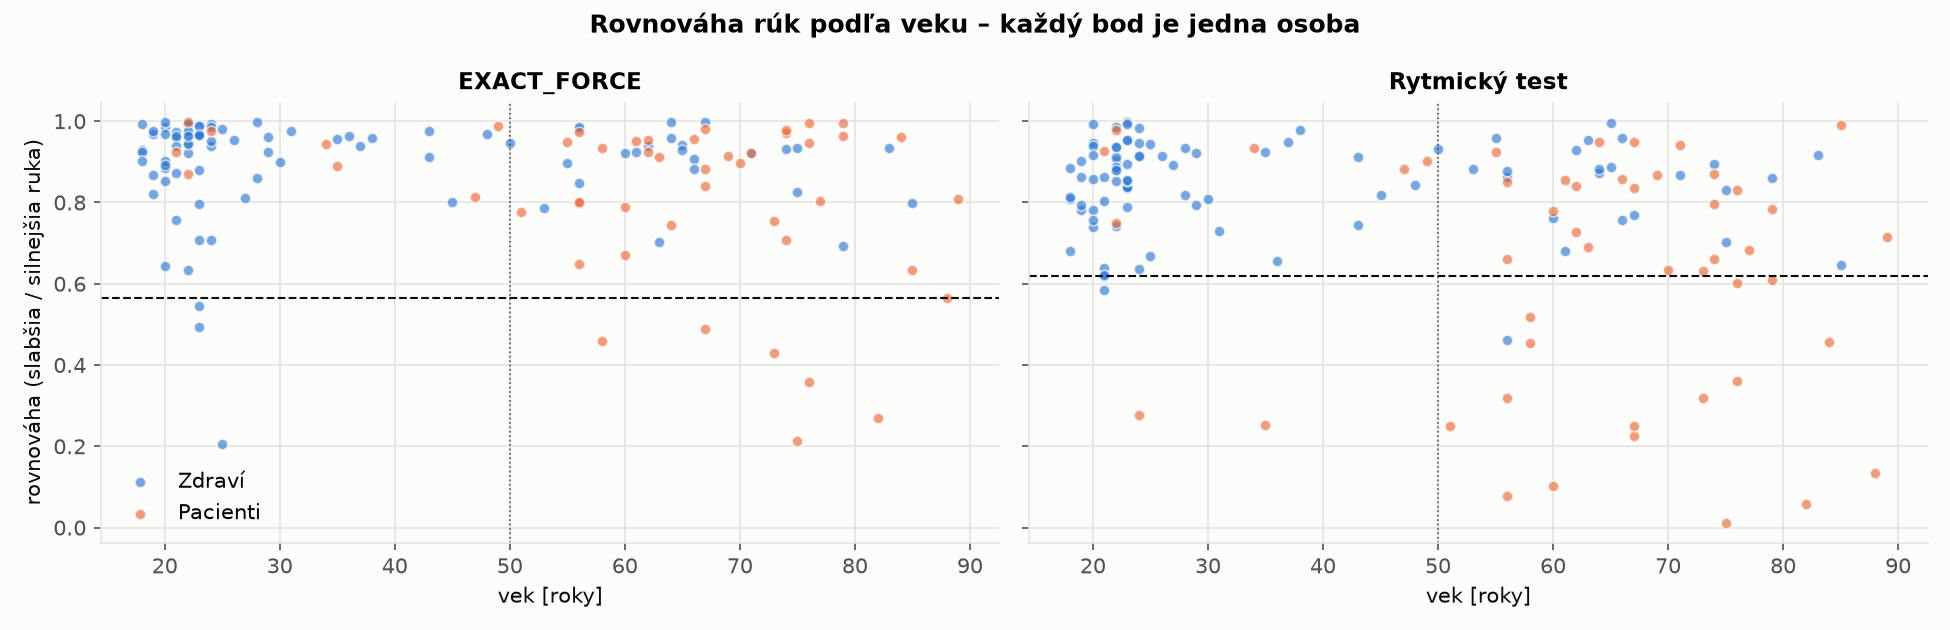 Rovnováha rúk podľa veku – každý bod je jedna osoba
EXACT_FORCE
Rytmický test
rovnováha (slabšia / silnejšia ruka)
1.0
0.8
0.6
0.4
0.2
0.0
Zdraví
Pacienti
20 30 40 50 60 70 80 90
20 30 40 50 60 70 80 90
vek [roky]
vek [roky]